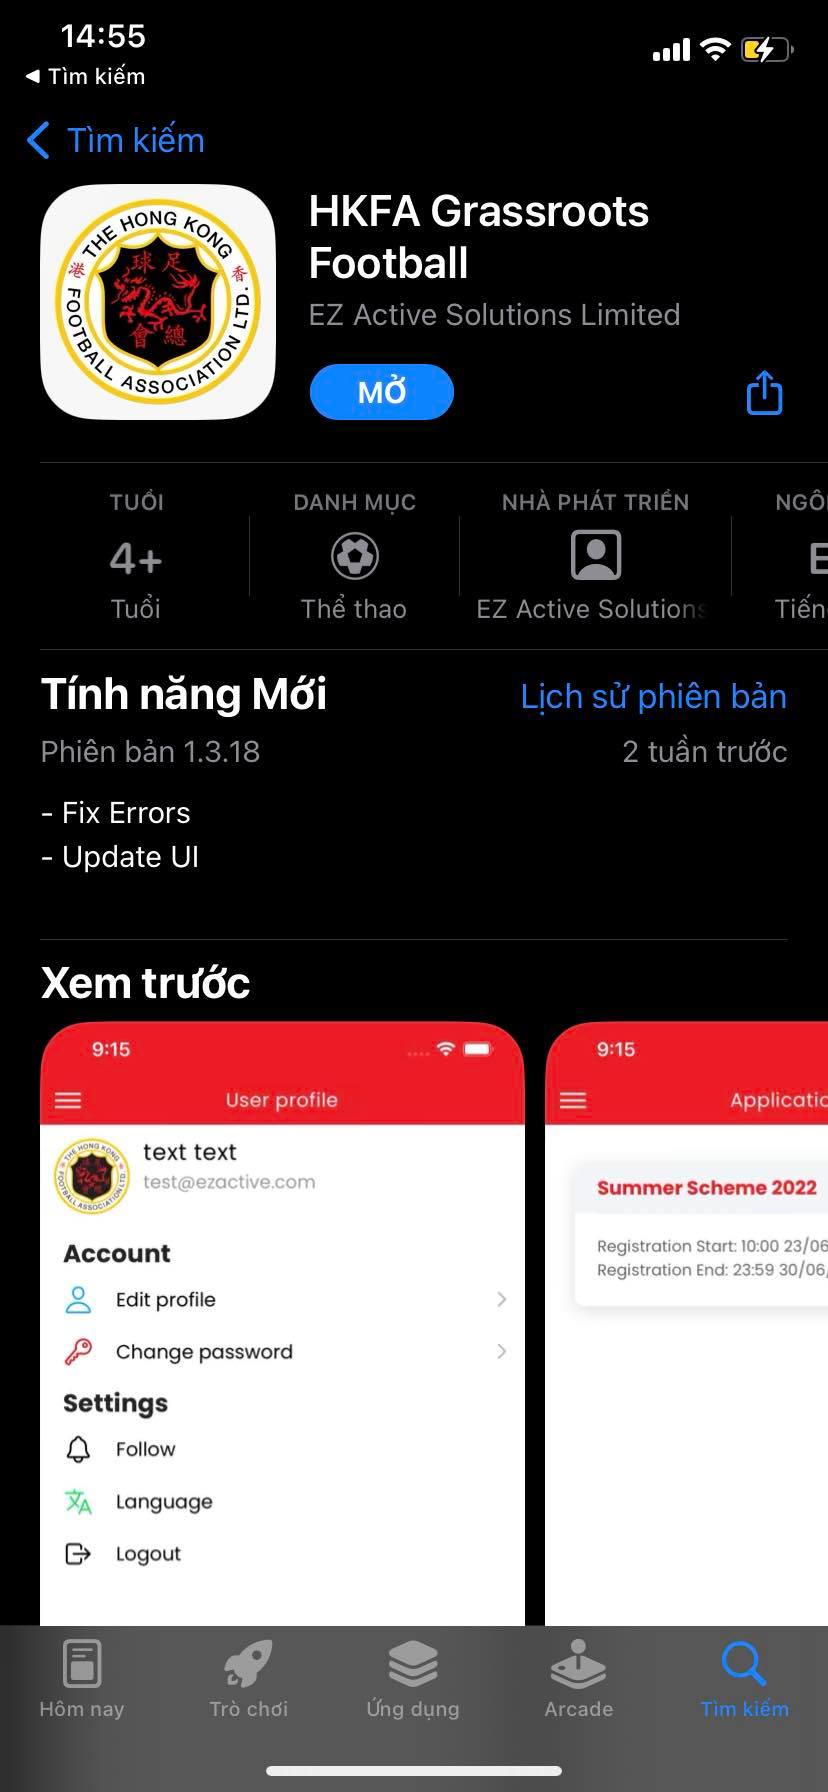 14:55
Tìm kiếm
Tìm kiếm
THE HONG KONG
FOOTBALL ASSOCIATION LTD.
港 香
球 足
會 總
HKFA Grassroots
Football
EZ Active Solutions Limited
MỞ
TUỔI
4+
Tuổi
DANH MỤC
Thể thao
NHÀ PHÁT TRIỂN
EZ Active Solutions
Tính năng Mới
Lịch sử phiên bản
Phiên bản 1.3.18
2 tuần trước
- Fix Errors
- Update UI
Xem trước
9:15
User profile
text text
test@ezactive.com
Account
Edit profile
Change password
Settings
Follow
Language
Logout
9:15
Applicatio
Summer Scheme 2022
Registration Start: 10:00 23/06
Registration End: 23:59 30/06
Hôm nay
Trò chơi
Ứng dụng
Arcade
Tìm kiếm